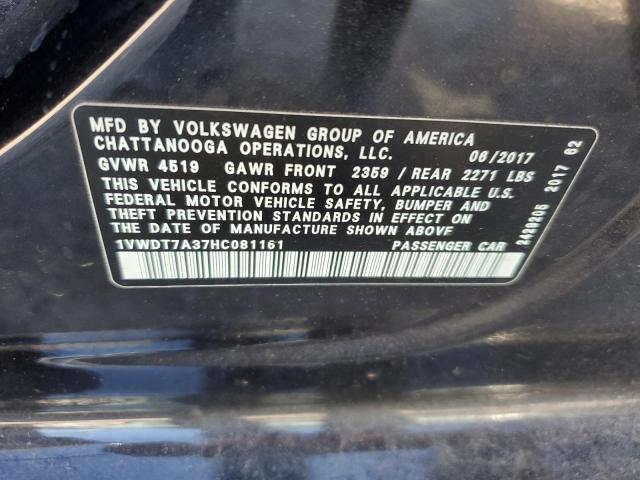 MFD BY VOLKSWAGEN GROUP OF AMERICA
CHATTANOOGA OPERATIONS, LLC. 06/2017
GVWR 4519 GAWR FRONT 2359 / REAR 2271 LBS
THIS VEHICLE CONFORMS TO ALL APPLICABLE U.S.
FEDERAL MOTOR VEHICLE SAFETY, BUMPER AND
THEFT PREVENTION STANDARDS IN EFFECT ON
THE DATE OF MANUFACTURE SHOWN ABOVE
1VWDT7A37HC081161 PASSENGER CAR
2429205 2017 62